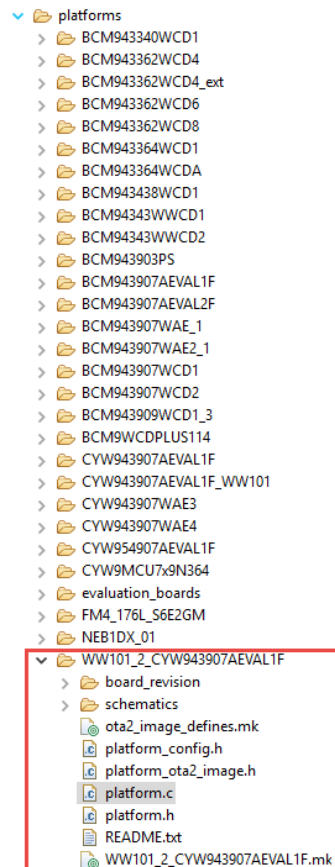 platforms
BCM943340WCD1
BCM943362WCD4
BCM943362WCD4_ext
BCM943362WCD6
BCM943362WCD8
BCM943364WCD1
BCM943364WCDA
BCM943438WCD1
BCM94343WWCD1
BCM94343WWCD2
BCM943903PS
BCM943907AEVAL1F
BCM943907AEVAL2F
BCM943907WAE_1
BCM943907WAE2_1
BCM943907WCD1
BCM943907WCD2
BCM943909WCD1_3
BCM9WCDPLUS114
CYW943907AEVAL1F
CYW943907AEVAL1F_WW101
CYW943907WAE3
CYW943907WAE4
CYW954907AEVAL1F
CYW9MCU7x9N364
evaluation_boards
FM4_176L_S6E2GM
NEB1DX_01
WW101_2_CYW943907AEVAL1F
board_revision
schematics
ota2_image_defines.mk
platform_config.h
platform_ota2_image.h
platform.c
platform.h
README.txt
WW101_2_CYW943907AEVAL1F.mk